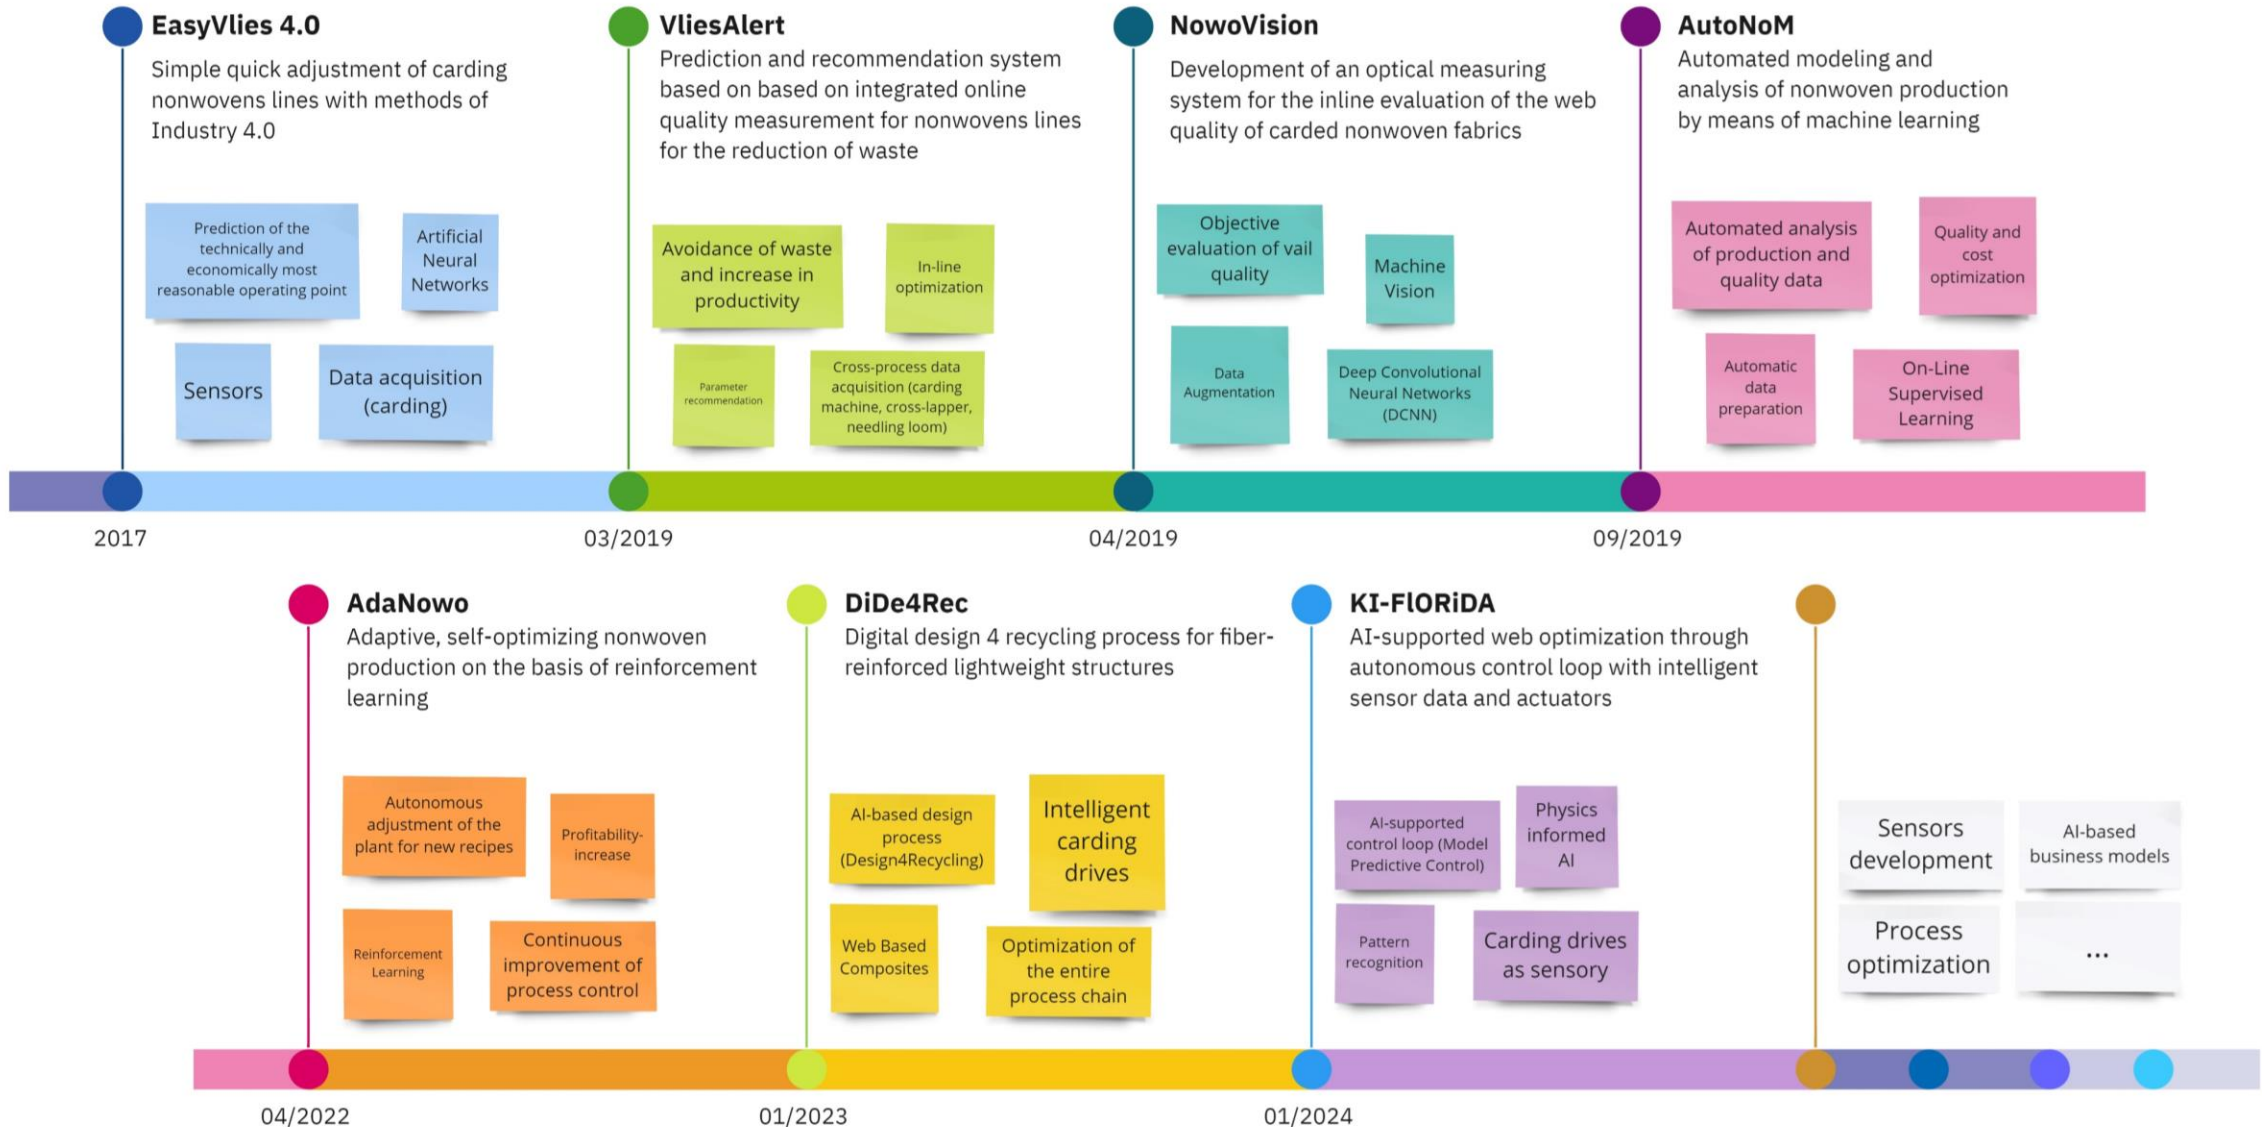 EasyVlies 4.0
Simple quick adjustment of carding
nonwovens lines with methods of
Industry 4.0
Prediction of the
technically and
economically most
reasonable operating point
Artificial
Neural
Networks
Sensors
Data acquisition
(carding)
2017
VliesAlert
Prediction and recommendation system
based on based on integrated online
quality measurement for nonwovens lines
for the reduction of waste
Avoidance of waste
and increase in
productivity
In-line
optimization
Parameter
recommendation
Cross-process data
acquisition (carding
machine, cross-lapper,
needling loom)
03/2019
NowoVision
Development of an optical measuring
system for the inline evaluation of the web
quality of carded nonwoven fabrics
Objective
evaluation of vail
quality
Machine
Vision
Data
Augmentation
Deep Convolutional
Neural Networks
(DCNN)
04/2019
AutoNoM
Automated modeling and
analysis of nonwoven production
by means of machine learning
Automated analysis
of production and
quality data
Quality and
cost
optimization
Automatic
data
preparation
On-Line
Supervised
Learning
09/2019
AdaNowo
Adaptive, self-optimizing nonwoven
production on the basis of reinforcement
learning
Autonomous
adjustment of the
plant for new recipes
Profitability-
increase
Reinforcement
Learning
Continuous
improvement of
process control
04/2022
DiDe4Rec
Digital design 4 recycling process for fiber-
reinforced lightweight structures
AI-based design
process
(Design4Recycling)
Intelligent
carding
drives
Web Based
Composites
Optimization of
the entire
process chain
01/2023
KI-FlORiDA
AI-supported web optimization through
autonomous control loop with intelligent
sensor data and actuators
AI-supported
control loop (Model
Predictive Control)
Physics
informed
AI
Pattern
recognition
Carding drives
as sensory
01/2024
Sensors
development
AI-based
business models
Process
optimization
...